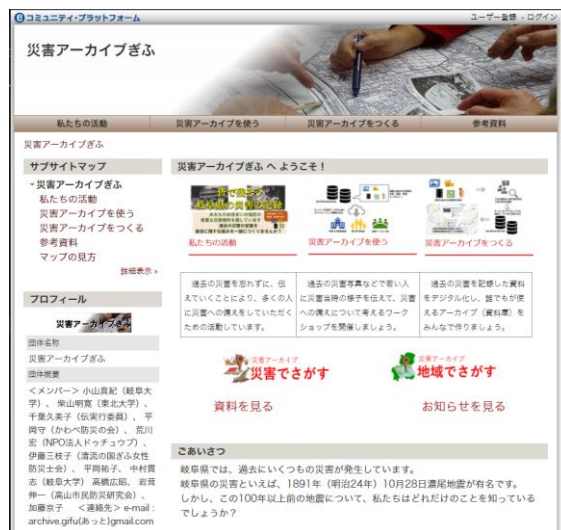 eコミュニティ・プラットフォーム
ユーザー登録 ・ログイン
災害アーカイブぎふ
私たちの活動
災害アーカイブを使う
災害アーカイブをつくる
参考資料
災害アーカイブぎふ
サブサイトマップ
災害アーカイブぎふ
私たちの活動
災害アーカイブを使う
災害アーカイブをつくる
参考資料
マップの見方
詳細表示 »
プロフィール
災害アーカイブぎふ
団体名称
災害アーカイブぎふ
団体概要
<メンバー> 小山真紀(岐阜大
学)、 柴山明寛(東北大学)、
千葉久美子(伝実行委員)、 平
岡守(かわべ防災の会)、 荒川
宏(NPO法人ドゥチュウブ)、
伊藤三枝子(清流の国ぎふ女性
防災士会)、 平岡祐子、 中村貫
志(岐阜大学) 高橋広昭、 岩茸
伸一(高山市民防災研究会)、
加藤京子 <連絡先> e-mail :
archive.gifu(あっと)gmail.com
災害アーカイブぎふ へ ようこそ!
皆で残そう
岐阜県の災害の記録
私たちの活動
災害アーカイブを使う
災害アーカイブをつくる
過去の災害を忘れずに、伝
えていくことにより、多くの人
に災害への備えをしていただく
ための活動しています。
過去の災害写真などで若い人
に災害当時の様子を伝えて、災害
への備えについて考えるワーク
ショップを開催しましょう。
過去の災害を記録した資料
をデジタル化し、誰でもが使
えるアーカイブ(資料庫)を
みんなで作りましょう。
災害アーカイブ
災害でさがす
災害アーカイブ
地域でさがす
資料を見る
お知らせを見る
ごあいさつ
岐阜県では、過去にいくつもの災害が発生しています。
岐阜県の災害といえば、1891年(明治24年)10月28日濃尾地震が有名です。
しかし、この100年以上前の地震について、私たちはどれだけのことを知っている
でしょうか?